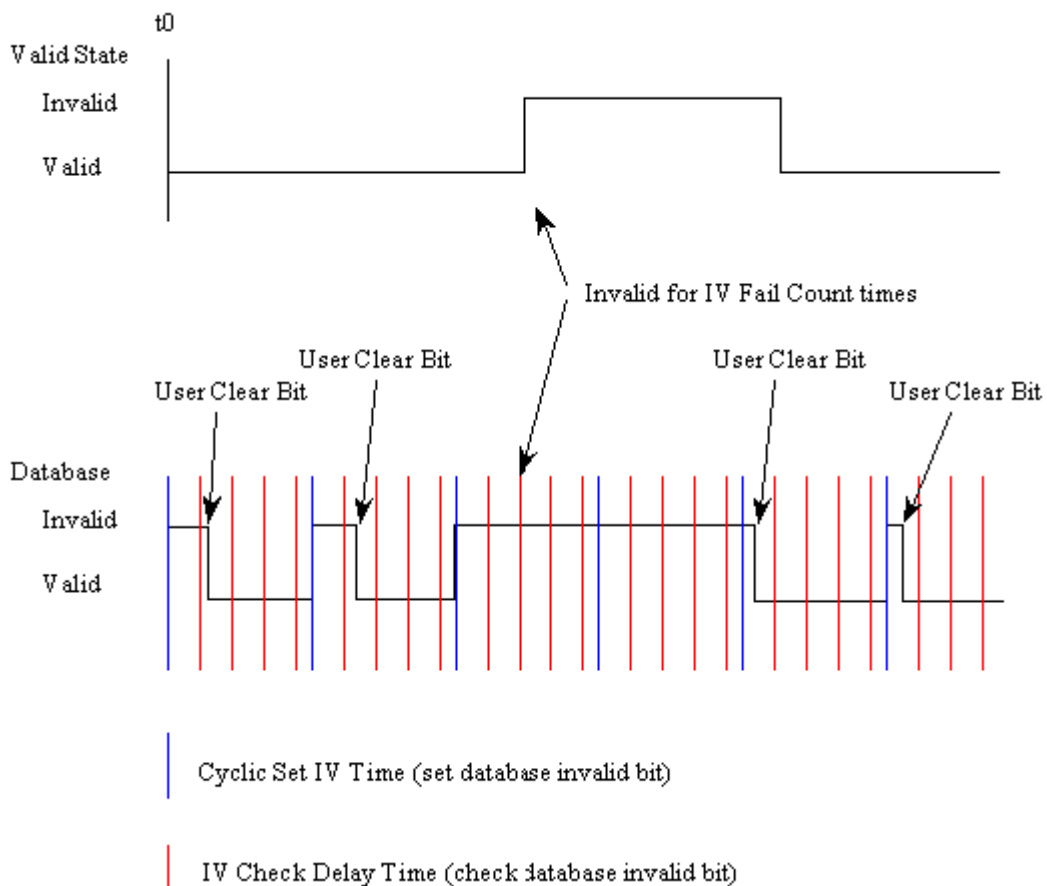 t0
Valid State
Invalid
Valid
Invalid for IV Fail Count times
User Clear Bit
User Clear Bit
User Clear Bit
User Clear Bit
Database
Invalid
Valid
Cyclic Set IV Time (set database invalid bit)
IV Check Delay Time (check database invalid bit)